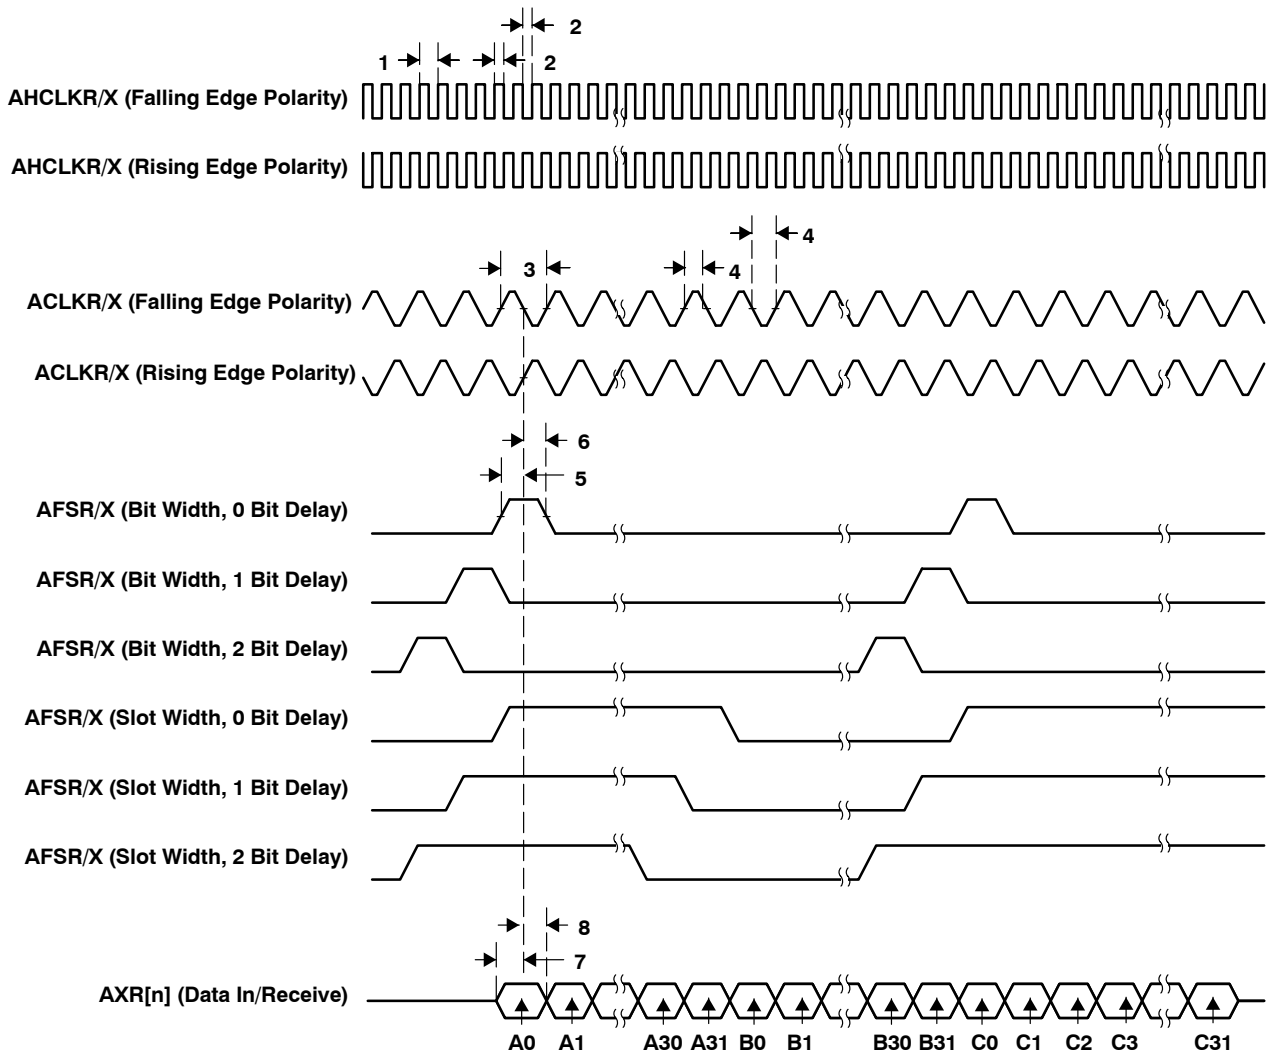 2
1
2
AHCLKR/X (Falling Edge Polarity)
AHCLKR/X (Rising Edge Polarity)
4
3
4
ACLKR/X (Falling Edge Polarity)
ACLKR/X (Rising Edge Polarity)
6
5
AFSR/X (Bit Width, 0 Bit Delay)
AFSR/X (Bit Width, 1 Bit Delay)
AFSR/X (Bit Width, 2 Bit Delay)
AFSR/X (Slot Width, 0 Bit Delay)
AFSR/X (Slot Width, 1 Bit Delay)
AFSR/X (Slot Width, 2 Bit Delay)
8
7
AXR[n] (Data In/Receive)
A0 A1 A30 A31 B0 B1 B30 B31 C0 C1 C2 C3 C31